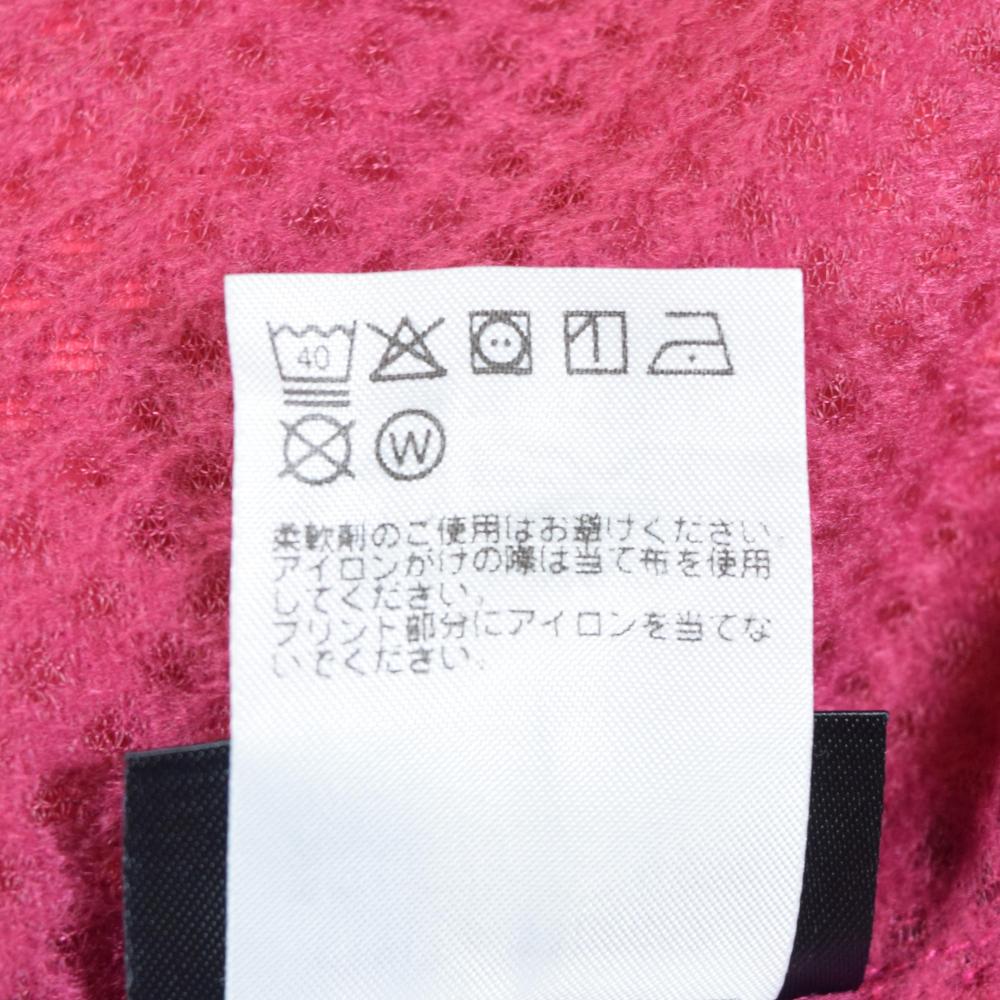 40
W
柔軟剤のご使用はお避けください。
アイロンがけの際は当て布を使用
してください。
プリント部分にアイロンを当てな
いでください。